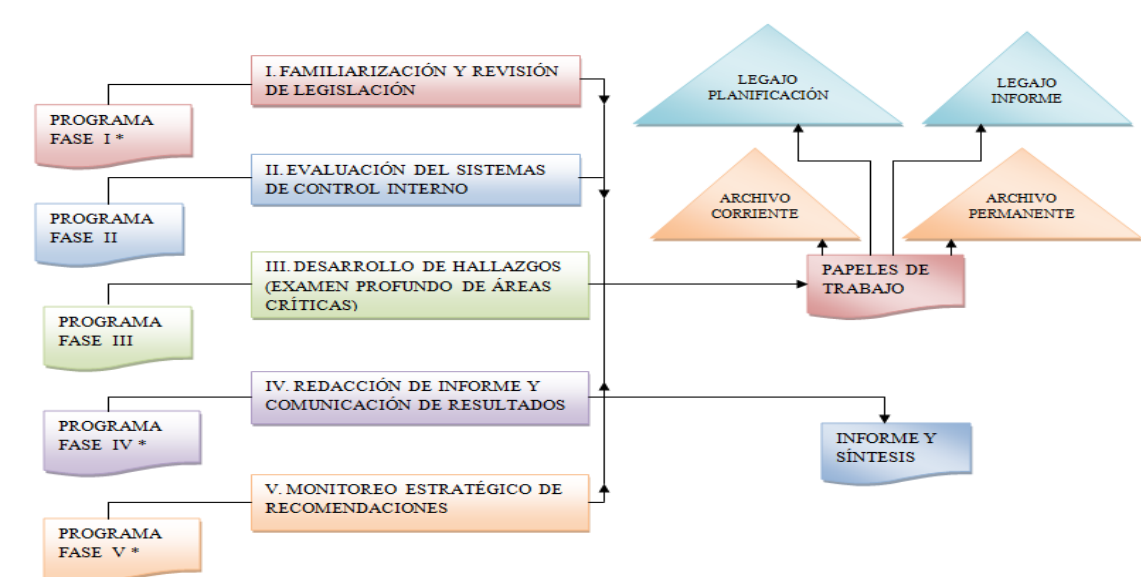 I. FAMILIARIZACIÓN Y REVISIÓN
DE LEGISLACIÓN
PROGRAMA
FASE I *
II. EVALUACIÓN DEL SISTEMAS
DE CONTROL INTERNO
PROGRAMA
FASE II
III. DESARROLLO DE HALLAZGOS
(EXAMEN PROFUNDO DE ÁREAS
CRÍTICAS)
PROGRAMA
FASE III
IV. REDACCIÓN DE INFORME Y
COMUNICACIÓN DE RESULTADOS
PROGRAMA
FASE IV *
V. MONITOREO ESTRATÉGICO DE
RECOMENDACIONES
PROGRAMA
FASE V *
LEGAJO
PLANIFICACIÓN
LEGAJO
INFORME
ARCHIVO
CORRIENTE
ARCHIVO
PERMANENTE
PAPELES DE
TRABAJO
INFORME Y
SÍNTESIS